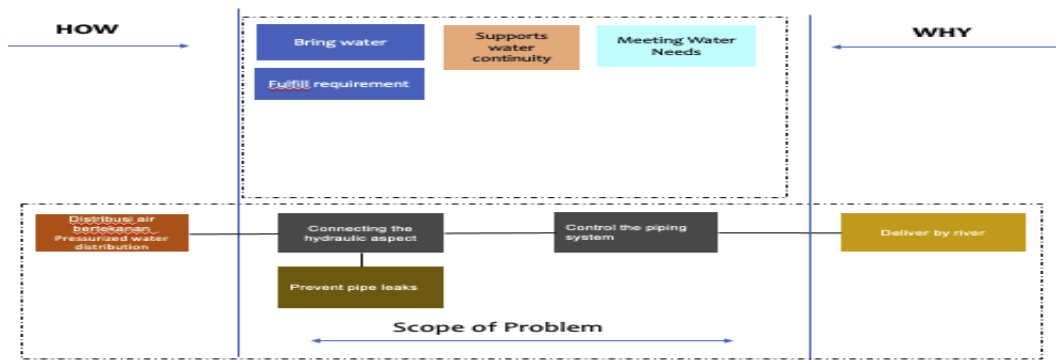 HOW
Bring water
Supports
water
continuity
Meeting Water
Needs
WHY
Fulfill requirement
Distribusi air
bertekanan
Pressurized water
distribution
Connecting the
hydraulic aspect
Control the piping
system
Deliver by river
Prevent pipe leaks
Scope of Problem